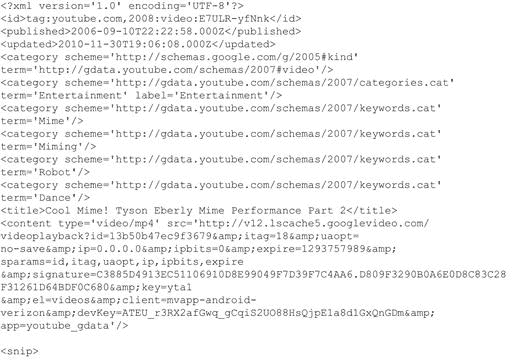 <?xml version='1.0' encoding='UTF-8'?>
<id>tag:youtube.com,2008:video:E7ULR-yfNnk</id>
<published>2006-09-10T22:22:58.000Z</published>
<updated>2010-11-30T19:06:08.000Z</updated>
<category scheme='http://schemas.google.com/g/2005#kind'
term='http://gdata.youtube.com/schemas/2007#video'/>
<category scheme='http://gdata.youtube.com/schemas/2007/categories.cat'
term='Entertainment' label='Entertainment'/>
<category scheme='http://gdata.youtube.com/schemas/2007/keywords.cat'
term='Mime'/>
<category scheme='http://gdata.youtube.com/schemas/2007/keywords.cat'
term='Miming'/>
<category scheme='http://gdata.youtube.com/schemas/2007/keywords.cat'
term='Robot'/>
<category scheme='http://gdata.youtube.com/schemas/2007/keywords.cat'
term='Dance'/>
<title>Cool Mime! Tyson Eberly Mime Performance Part 2</title>
<content type='video/mp4' src='http://v12.lscache5.googlevideo.com/
videoplayback?id=13b50b47ec9f3679&amp;itag=18&amp;uaopt=
no-save&amp;ip=0.0.0.0&amp;ipbits=0&amp;expire=1293757989&amp;
sparams=id,itag,uaopt,ip,ipbits,expire
&amp;signature=C3885D4913EC51106910D8E99049F7D39F7C4AA6.D809F3290B0A6E0D8C83C28
F31261D64BDF0C680&amp;key=yta1
&amp;el=videos&amp;client=mvapp-android-
verizon&amp;devKey=ATEU_r3RX2afGwq_gCqiS2UO88HsQjpE1a8d1GxQnGDm&amp;
app=youtube_gdata'/>
<snip>